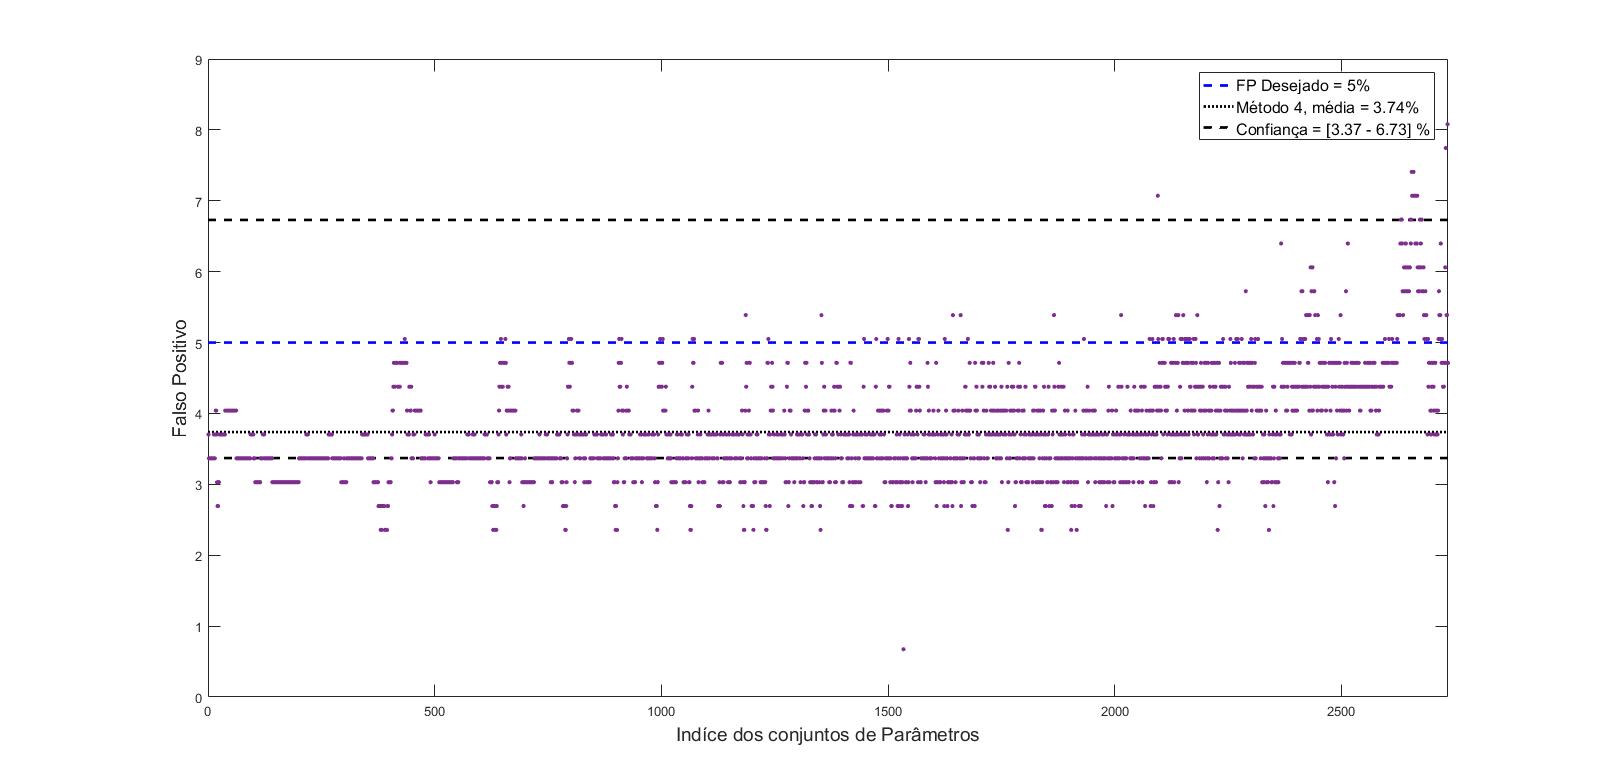 9
8
7
6
5
4
3
2
1
0
Falso Positivo
FP Desejado = 5%
Método 4, média = 3.74%
Confiança = [3.37 - 6.73] %
0 500 1000 1500 2000 2500
Indíce dos conjuntos de Parâmetros